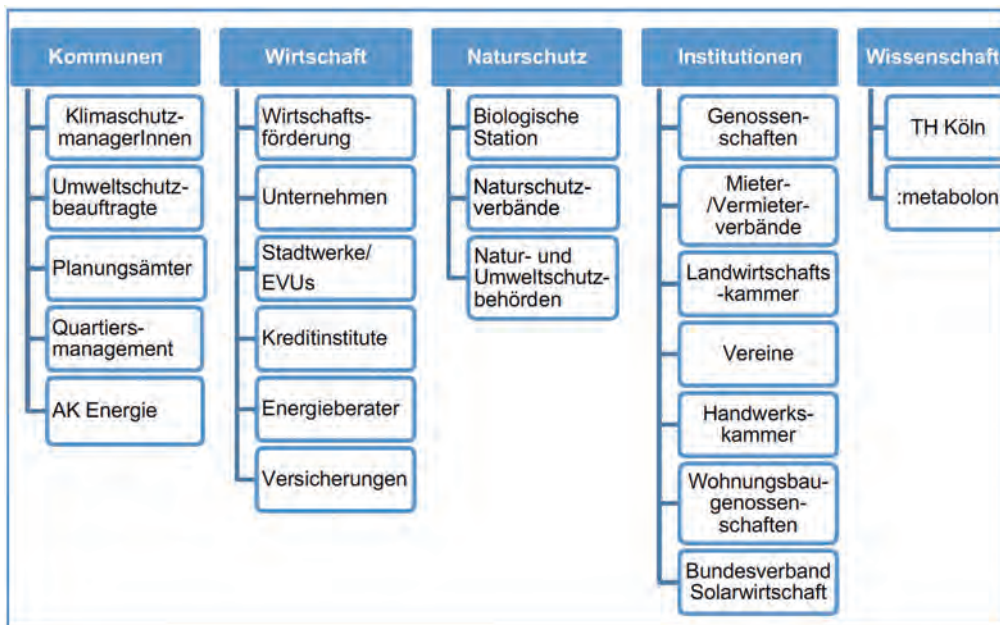 Kommunen
Klimaschutz-
managerInnen
Umweltschutz-
beauftragte
Planungsämter
Quartiers-
management
AK Energie
Wirtschaft
Wirtschafts-
förderung
Unternehmen
Stadtwerke/
EVUs
Kreditinstitute
Energieberater
Versicherungen
Naturschutz
Biologische
Station
Naturschutz-
verbände
Natur- und
Umweltschutz-
behörden
Institutionen
Genossen-
schaften
Mieter-
/Vermieter-
verbände
Landwirtschafts
-kammer
Vereine
Handwerks-
kammer
Wohnungsbau-
genossen-
schaften
Bundesverband
Solarwirtschaft
Wissenschaft
TH Köln
:metabolon